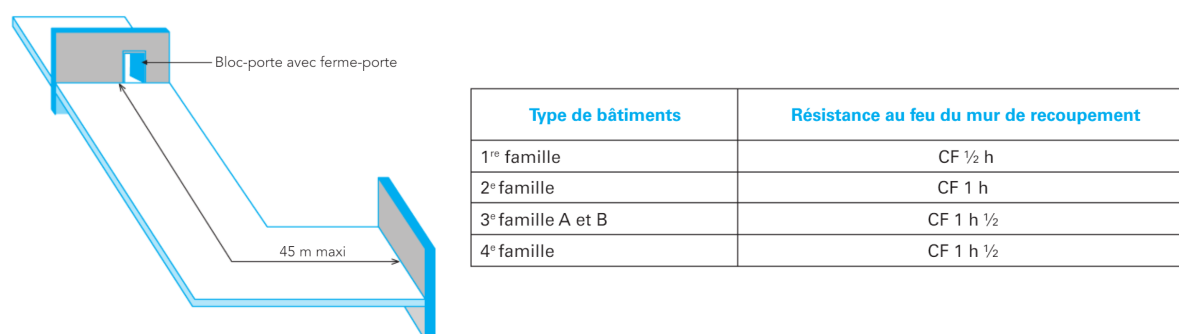 Bloc-porte avec ferme-porte
45 m maxi
Type de bâtiments Résistance au feu du mur de recoupement
1re famille CF ½ h
2e famille CF 1 h
3e famille A et B CF 1 h ½
4e famille CF 1 h ½